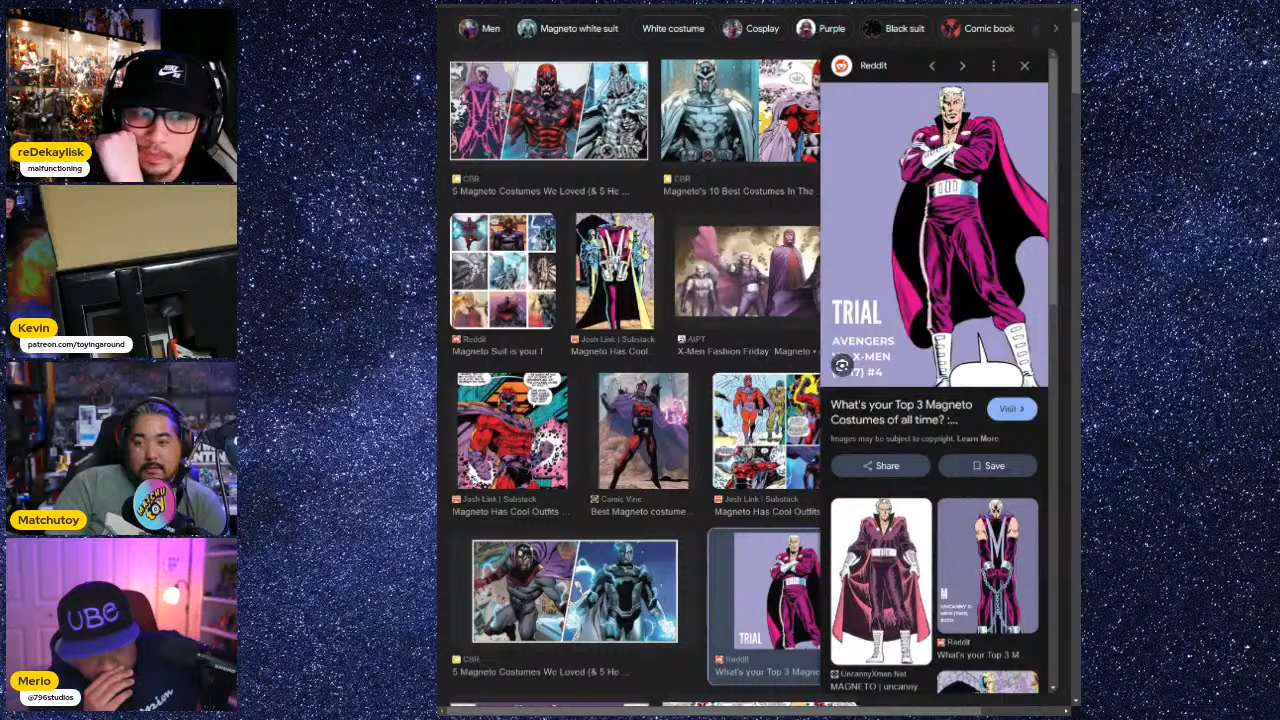 reDekaylisk
malfunctioning
Kevin
patreon.com/toyingaround
Matchutoy
MATCHU
TOY
UBE
Merio
@796studios
Men
Magneto white suit
White costume
Cosplay
Purple
Black suit
Comic book
CBR
5 Magneto Costumes We Loved (& 5 He ...
CBR
Magneto's 10 Best Costumes In The
Reddit
Magneto Suit is your f
Josh Link | Substack
Magneto Has Cool
AIPT
X-Men Fashion Friday Magneto •
Josh Link | Substack
Magneto Has Cool Outfits ...
Comic Vine
Best Magneto costume...
Josh Link | Substack
Magneto Has Cool Outfits
CBR
5 Magneto Costumes We Loved (& 5 He ...
TRIAL
Reddit
What's your Top 3 Magne
Reddit
TRIAL
AVENGERS
X-MEN
#4
What's your Top 3 Magneto
Costumes of all time? :...
Visit
Images may be subject to copyright. Learn More
Share
Save
UncannyXmen.Net
MAGNETO | uncanny
M
Reddit
What's your Top 3 M...